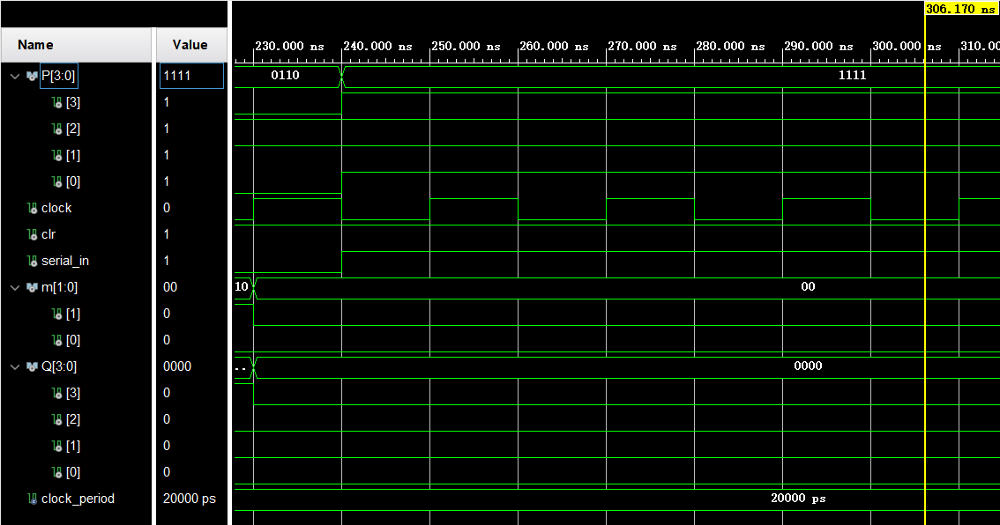 306.170 ns
Name Value
230.000 ns 240.000 ns 250.000 ns 260.000 ns 270.000 ns 280.000 ns 290.000 ns 300.000 ns 310.00
P[3:0] 1111 0110 1111
[3] 1
[2] 1
[1] 1
[0] 1
clock 0
clr 1
serial_in 1
m[1:0] 00 10 00
[1] 0
[0] 0
Q[3:0] 0000 .. 0000
[3] 0
[2] 0
[1] 0
[0] 0
clock_period 20000 ps 20000 ps